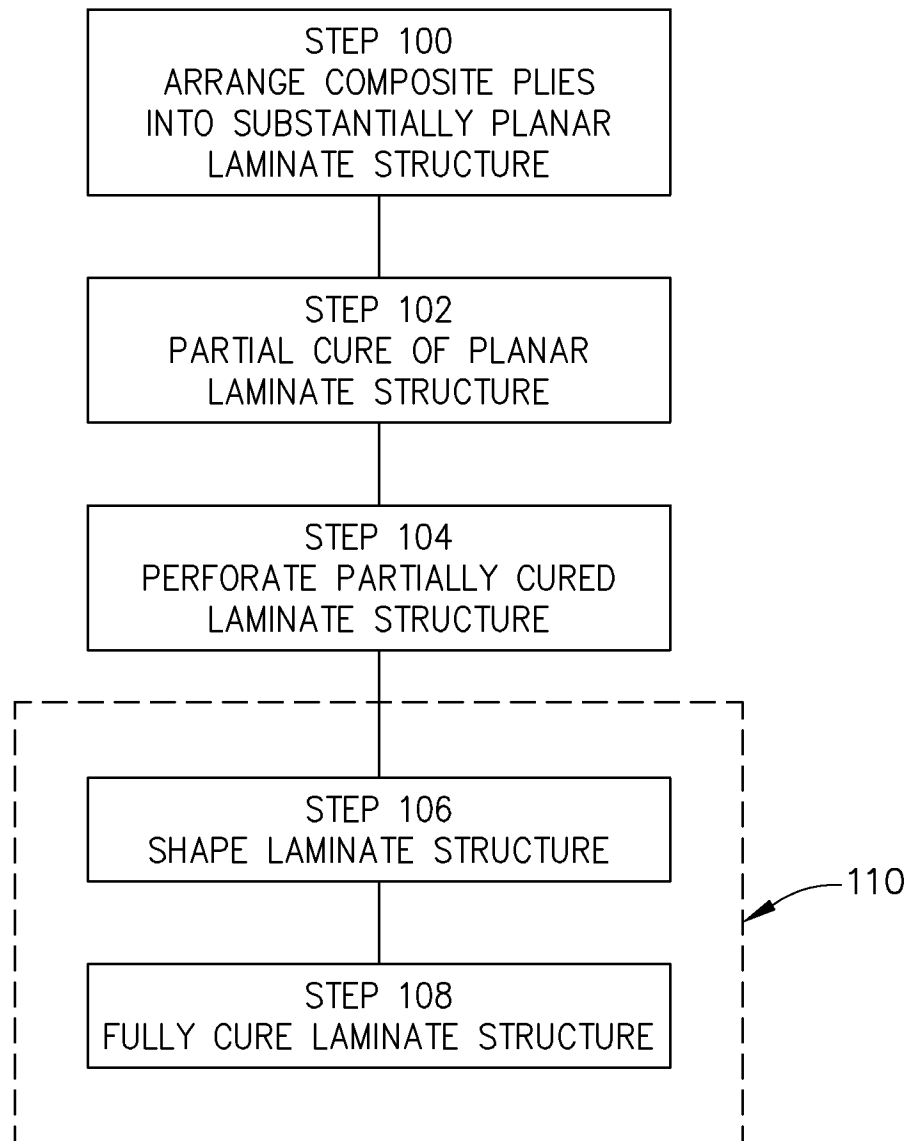 STEP 100
ARRANGE COMPOSITE PLIES
INTO SUBSTANTIALLY PLANAR
LAMINATE STRUCTURE
STEP 102
PARTIAL CURE OF PLANAR
LAMINATE STRUCTURE
STEP 104
PERFORATE PARTIALLY CURED
LAMINATE STRUCTURE
STEP 106
SHAPE LAMINATE STRUCTURE
110
STEP 108
FULLY CURE LAMINATE STRUCTURE